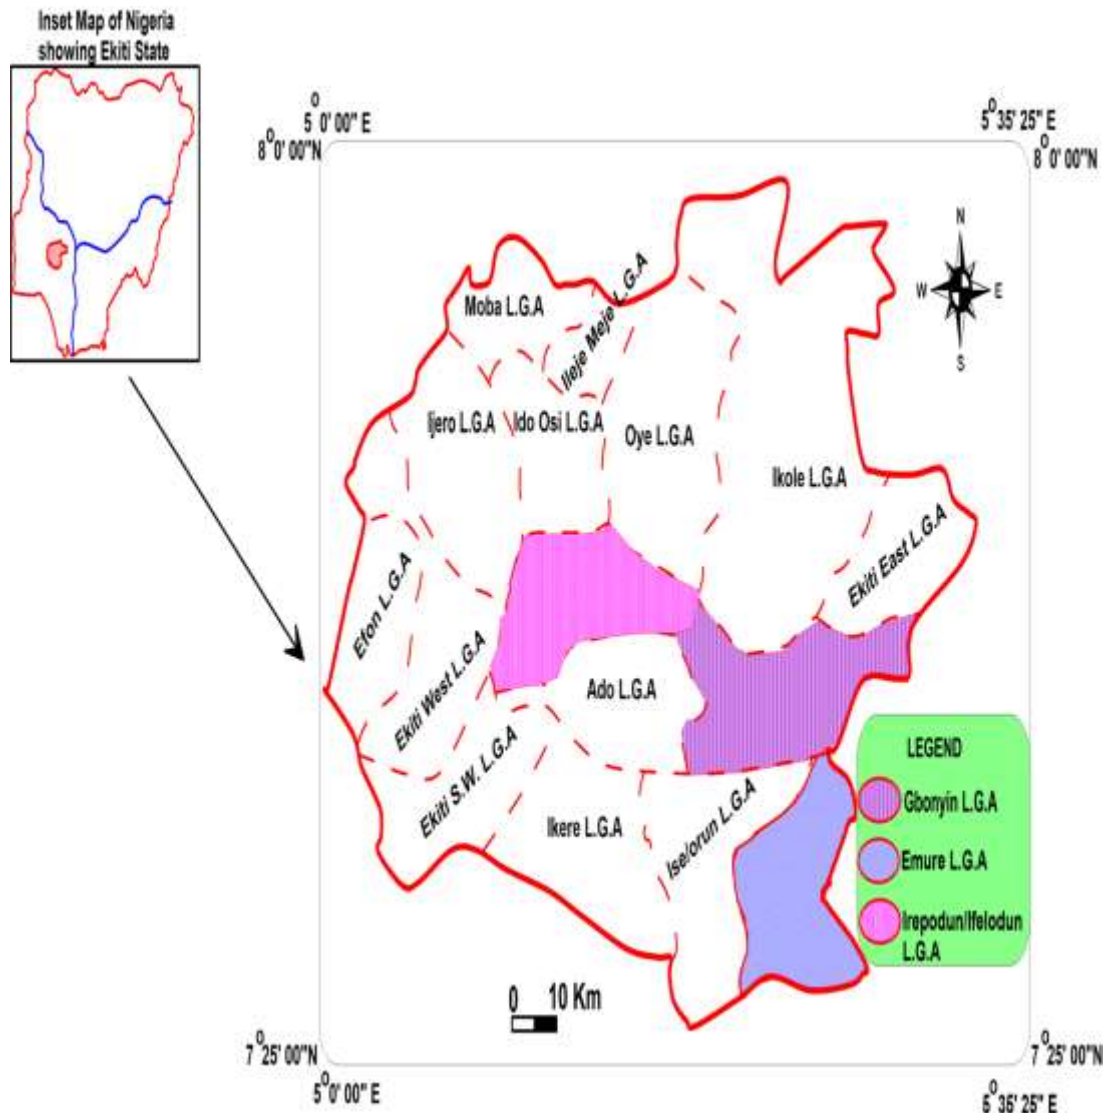 Inset Map of Nigeria
showing Ekiti State
5° 0' 00" E
5° 35' 25" E
8° 0' 00"N
8° 0' 00"N
N
W
E
S
Moba L.G.A
Ileje Meje L.G.A
Ijero L.G.A
Ido Osi L.G.A
Oye L.G.A
Ikole L.G.A
Ekiti East L.G.A
Efon L.G.A
Ekiti West L.G.A
Ado L.G.A
Ekiti S.W. L.G.A
Ikere L.G.A
Ise/orun L.G.A
LEGEND
Gbonyin L.G.A
Emure L.G.A
Irepodun/Ifelodun
L.G.A
0 10 Km
7° 25' 00"N
7° 25' 00"N
5° 0' 00" E
5° 35' 25" E